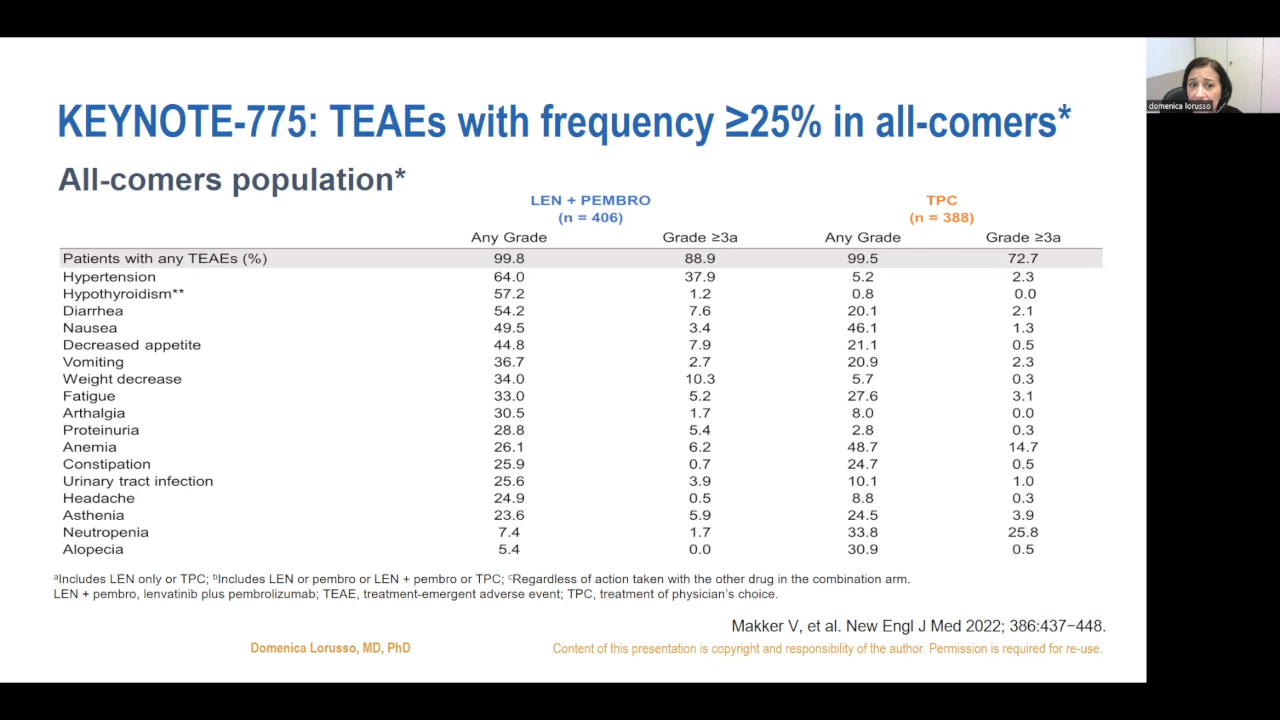 KEYNOTE-775: TEAEs with frequency ≥25% in all-comers*
domenica lorusso
All-comers population*
LEN + PEMBRO TPC
(n = 406) (n = 388)
Any Grade Grade ≥3a Any Grade Grade ≥3a
Patients with any TEAEs (%) 99.8 88.9 99.5 72.7
Hypertension 64.0 37.9 5.2 2.3
Hypothyroidism** 57.2 1.2 0.8 0.0
Diarrhea 54.2 7.6 20.1 2.1
Nausea 49.5 3.4 46.1 1.3
Decreased appetite 44.8 7.9 21.1 0.5
Vomiting 36.7 2.7 20.9 2.3
Weight decrease 34.0 10.3 5.7 0.3
Fatigue 33.0 5.2 27.6 3.1
Arthalgia 30.5 1.7 8.0 0.0
Proteinuria 28.8 5.4 2.8 0.3
Anemia 26.1 6.2 48.7 14.7
Constipation 25.9 0.7 24.7 0.5
Urinary tract infection 25.6 3.9 10.1 1.0
Headache 24.9 0.5 8.8 0.3
Asthenia 23.6 5.9 24.5 3.9
Neutropenia 7.4 1.7 33.8 25.8
Alopecia 5.4 0.0 30.9 0.5
ᵃIncludes LEN only or TPC; ᵇIncludes LEN or pembro or LEN + pembro or TPC; ᶜRegardless of action taken with the other drug in the combination arm.
LEN + pembro, lenvatinib plus pembrolizumab; TEAE, treatment-emergent adverse event; TPC, treatment of physician's choice.
Makker V, et al. New Engl J Med 2022; 386:437–448.
Domenica Lorusso, MD, PhD Content of this presentation is copyright and responsibility of the author. Permission is required for re-use.